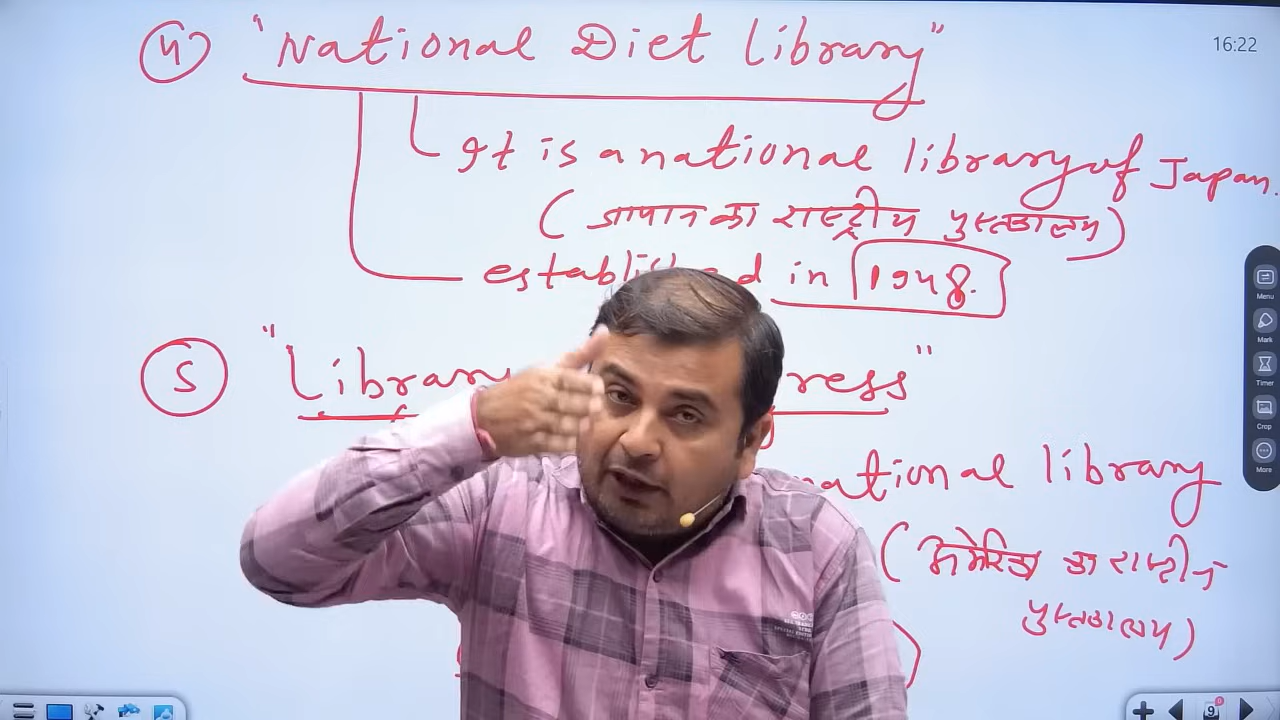 16:22
4 "National Diet Library"
It is a national library of Japan.
(जापान का राष्ट्रीय पुस्तकालय)
established in 1948.
5 "Library ress"
national library
(अमेरिका का राष्ट्रीय
पुस्तकालय)
Menu
Mark
Timer
Crop
More
9